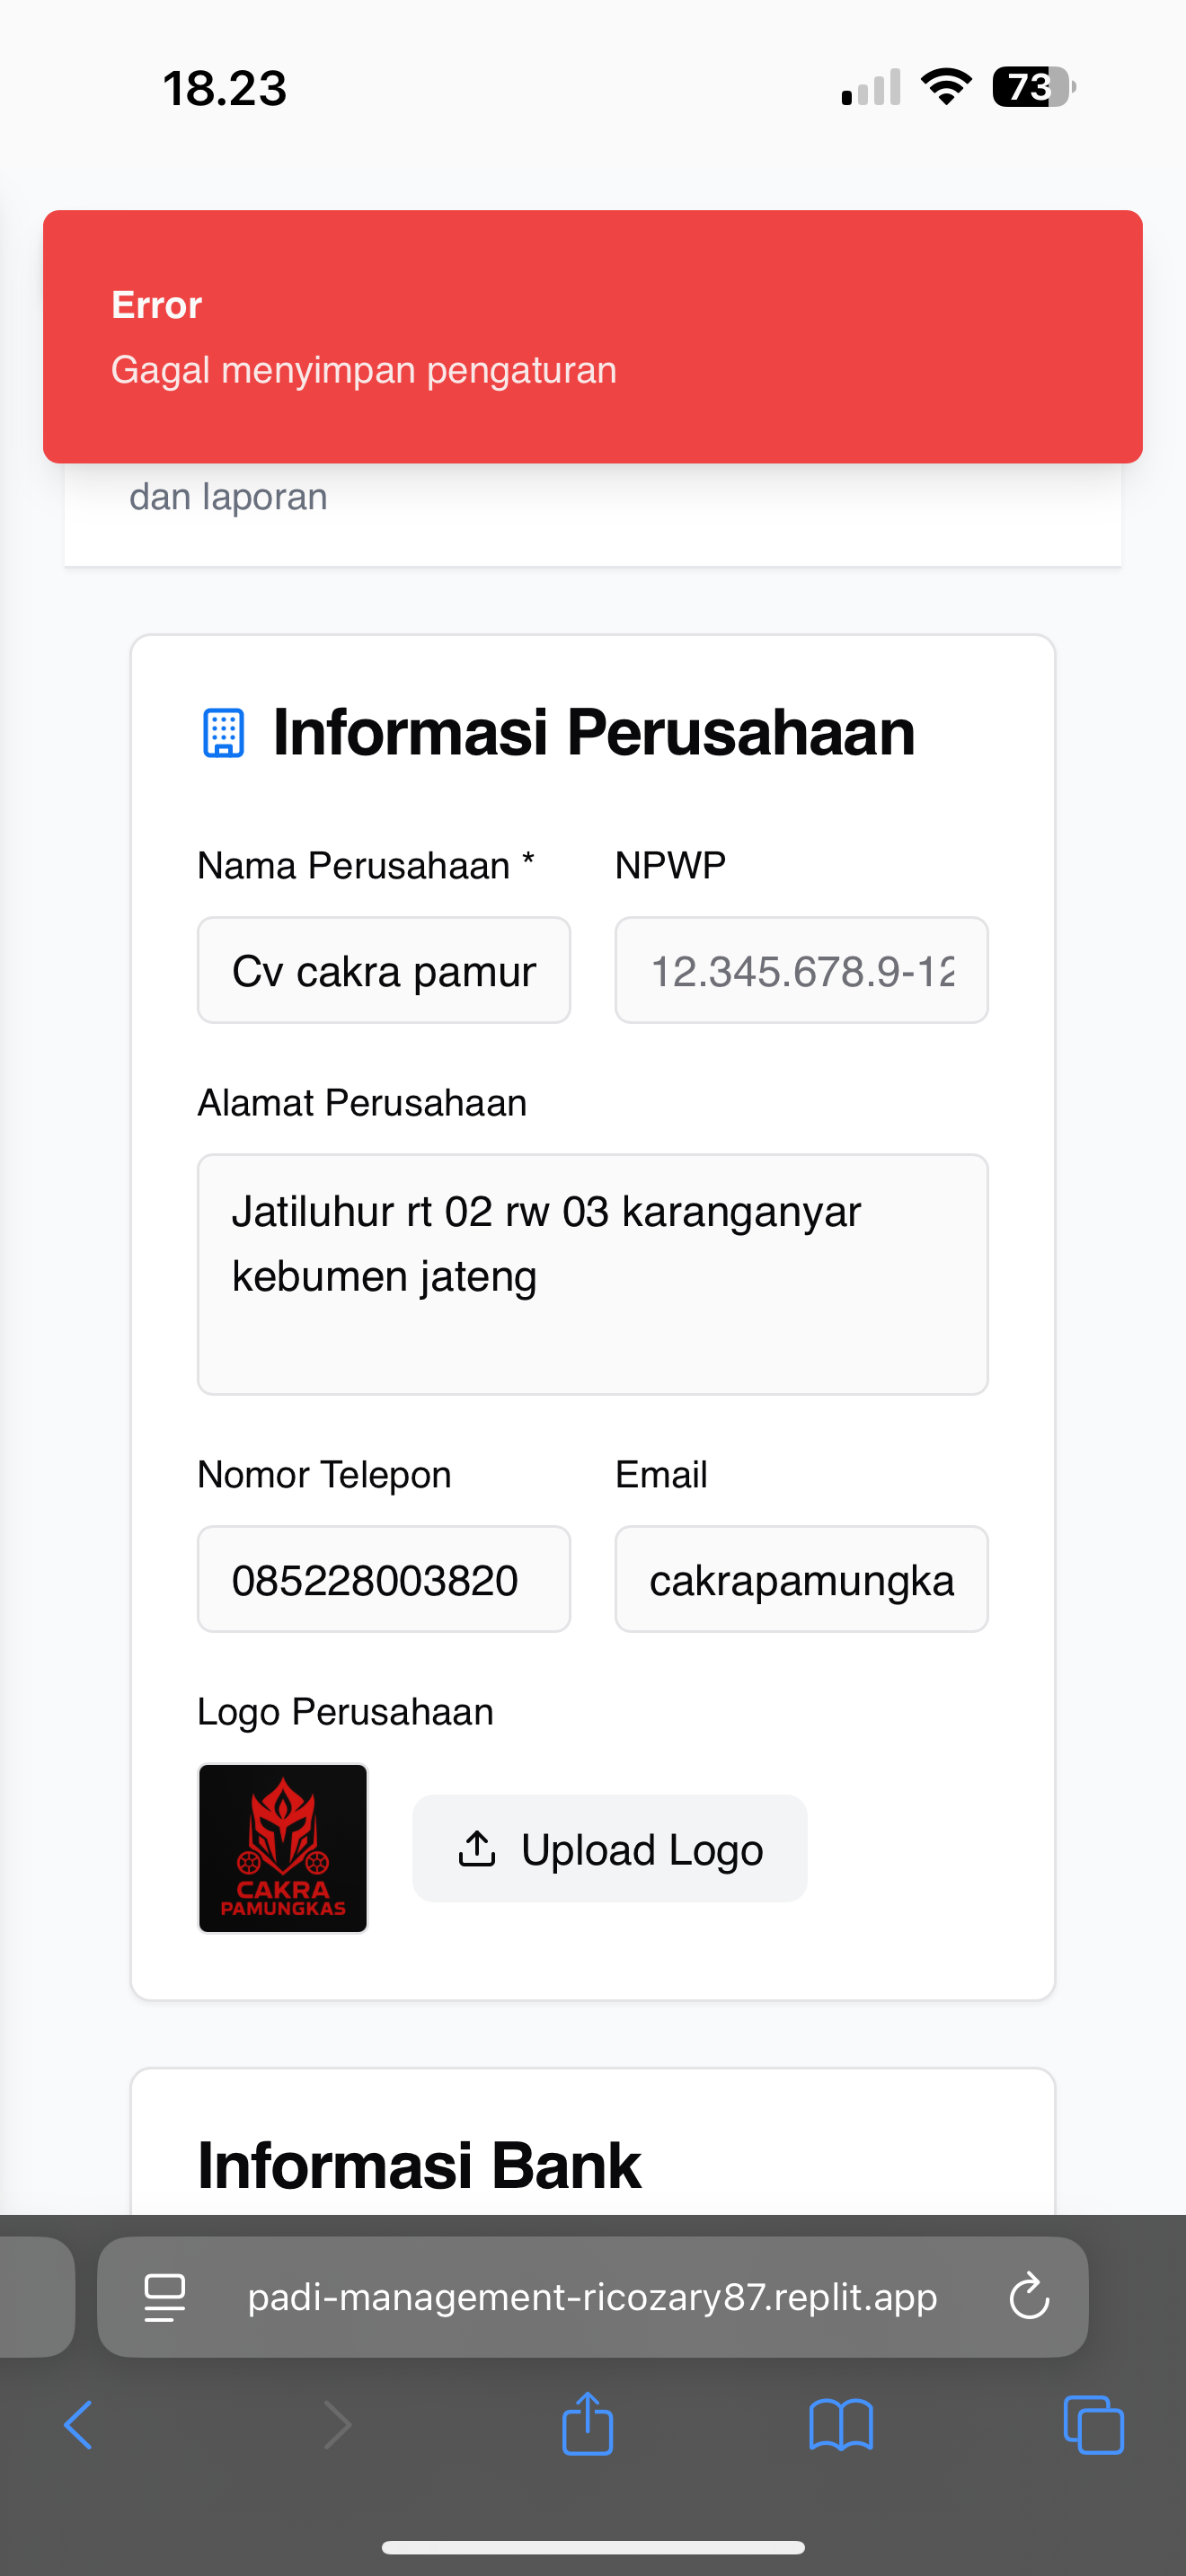 18.23
73
Error
Gagal menyimpan pengaturan
dan laporan
Informasi Perusahaan
Nama Perusahaan *
NPWP
Cv cakra pamur
12.345.678.9-12
Alamat Perusahaan
Jatiluhur rt 02 rw 03 karanganyar
kebumen jateng
Nomor Telepon
Email
085228003820
cakrapamungka
Logo Perusahaan
CAKRA
PAMUNGKAS
Upload Logo
Informasi Bank
padi-management-ricozary87.replit.app